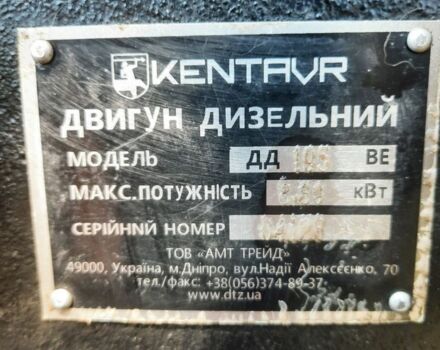 KENTAVR
ДВИГУН ДИЗЕЛЬНИЙ
МОДЕЛЬ ДД ВЕ
МАКС.ПОТУЖНІСТЬ кВт
СЕРІЙНИЙ НОМЕР
ТОВ "АМТ ТРЕЙД"
49000, Україна, м.Дніпро, вул.Надії Алексєєнко, 70
тел./факс: +38(056)374-89-37
www.dtz.ua